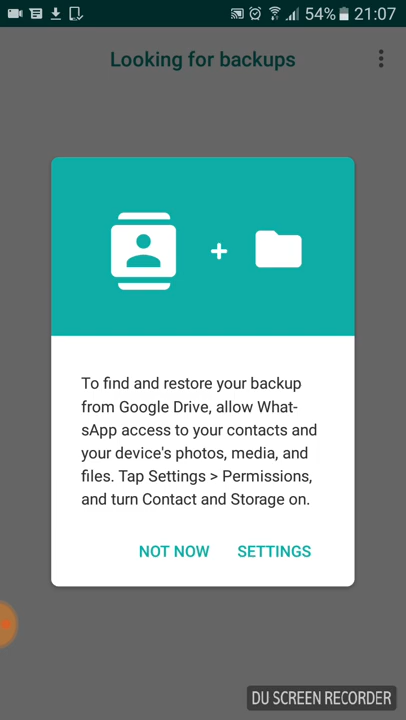 54% 21:07
Looking for backups
To find and restore your backup
from Google Drive, allow What-
sApp access to your contacts and
your device's photos, media, and
files. Tap Settings > Permissions,
and turn Contact and Storage on.
NOT NOW SETTINGS
DU SCREEN RECORDER